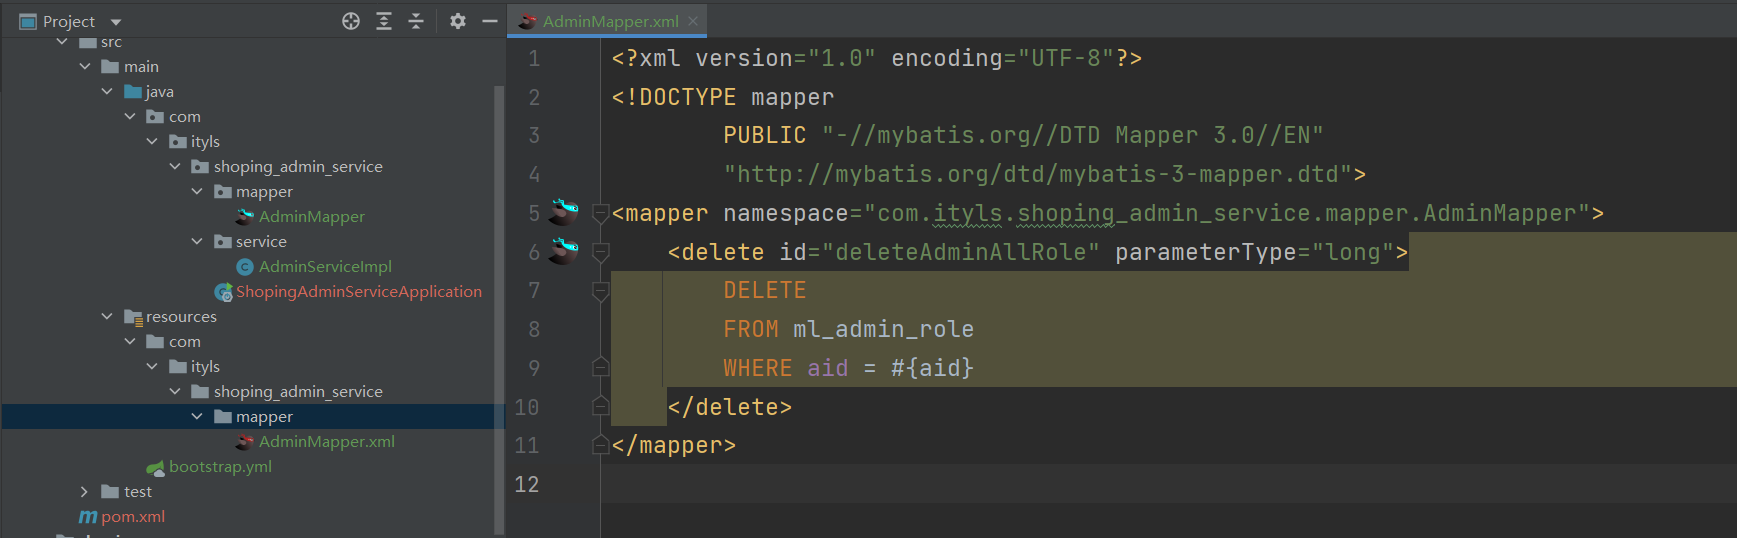 Project
src
main
java
com
ityls
shoping_admin_service
mapper
AdminMapper
service
AdminServiceImpl
ShopingAdminServiceApplication
resources
com
ityls
shoping_admin_service
mapper
AdminMapper.xml
bootstrap.yml
test
pom.xml
AdminMapper.xml
1 <?xml version="1.0" encoding="UTF-8"?>
2 <!DOCTYPE mapper
3 PUBLIC "-//mybatis.org//DTD Mapper 3.0//EN"
4 "http://mybatis.org/dtd/mybatis-3-mapper.dtd">
5 <mapper namespace="com.ityls.shoping_admin_service.mapper.AdminMapper">
6 <delete id="deleteAdminAllRole" parameterType="long">
7 DELETE
8 FROM ml_admin_role
9 WHERE aid = #{aid}
10 </delete>
11 </mapper>
12